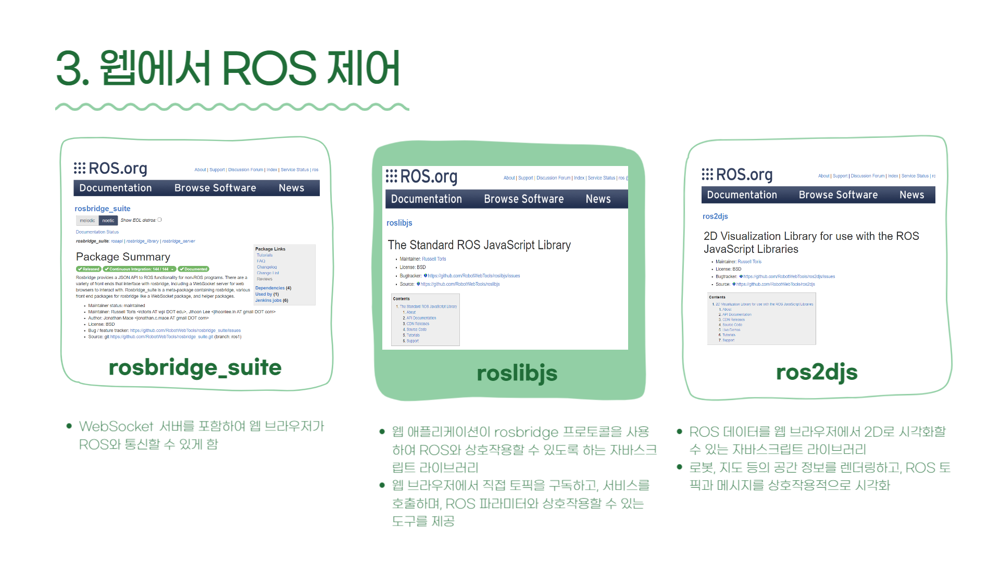 3. 웹에서 ROS 제어
ROS.org
About | Support | Discussion Forum | Index | Service Status | ros
Documentation Browse Software News
rosbridge_suite
melodic noetic Show EOL distros:
Documentation Status
rosbridge_suite: rosapi | rosbridge_library | rosbridge_server
Package Summary
Released Continuous Integration: 144 / 144 Documented
Rosbridge provides a JSON API to ROS functionality for non-ROS programs. There are a
variety of front ends that interface with rosbridge, including a WebSocket server for web
browsers to interact with. Rosbridge_suite is a meta-package containing rosbridge, various
front end packages for rosbridge like a WebSocket package, and helper packages.
• Maintainer status: maintained
• Maintainer: Russell Toris <rctoris AT wpi DOT edu>, Jihoon Lee <jihoonlee.in AT gmail DOT com>
• Author: Jonathan Mace <jonathan.c.mace AT gmail DOT com>
• License: BSD
• Bug / feature tracker: https://github.com/RobotWebTools/rosbridge_suite/issues
• Source: git https://github.com/RobotWebTools/rosbridge_suite.git (branch: ros1)
Package Links
Tutorials
FAQ
Changelog
Change List
Reviews
Dependencies (4)
Used by (1)
Jenkins jobs (6)
rosbridge_suite
• WebSocket 서버를 포함하여 웹 브라우저가
ROS와 통신할 수 있게 함
ROS.org
About | Support | Discussion Forum | Index | Service Status | ros @
Documentation Browse Software News
roslibjs
The Standard ROS JavaScript Library
• Maintainer: Russell Toris
• License: BSD
• Bugtracker: https://github.com/RobotWebTools/roslibjs/issues
• Source: https://github.com/RobotWebTools/roslibjs
Contents
1. The Standard ROS JavaScript Library
1. About
2. API Documentation
3. CDN Releases
4. Source Code
5. Tutorials
6. Support
roslibjs
• 웹 애플리케이션이 rosbridge 프로토콜을 사용
하여 ROS와 상호작용할 수 있도록 하는 자바스크
립트 라이브러리
• 웹 브라우저에서 직접 토픽을 구독하고, 서비스를
호출하며, ROS 파라미터와 상호작용할 수 있는
도구를 제공
ROS.org
About | Support | Discussion Forum | Index | Service Status | rc
Documentation Browse Software News
ros2djs
2D Visualization Library for use with the ROS
JavaScript Libraries
• Maintainer: Russell Toris
• License: BSD
• Bugtracker: https://github.com/RobotWebTools/ros2djs/issues
• Source: https://github.com/RobotWebTools/ros2djs
Contents
1. 2D Visualization Library for use with the ROS JavaScript Libraries
1. About
2. API Documentation
3. CDN Releases
4. Source Code
5. Live Demos
6. Tutorials
7. Support
ros2djs
• ROS 데이터를 웹 브라우저에서 2D로 시각화할
수 있는 자바스크립트 라이브러리
• 로봇, 지도 등의 공간 정보를 렌더링하고, ROS 토
픽과 메시지를 상호작용적으로 시각화